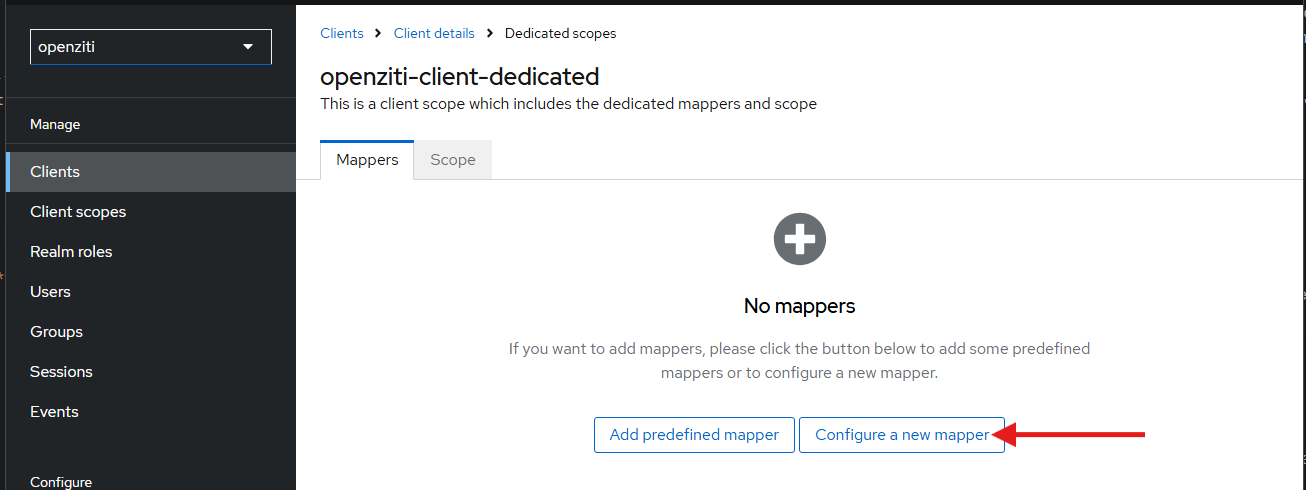 openziti
Manage
Clients
Client scopes
Realm roles
Users
Groups
Sessions
Events
Configure
Clients > Client details > Dedicated scopes
openziti-client-dedicated
This is a client scope which includes the dedicated mappers and scope
Mappers Scope
No mappers
If you want to add mappers, please click the button below to add some predefined
mappers or to configure a new mapper.
Add predefined mapper Configure a new mapper